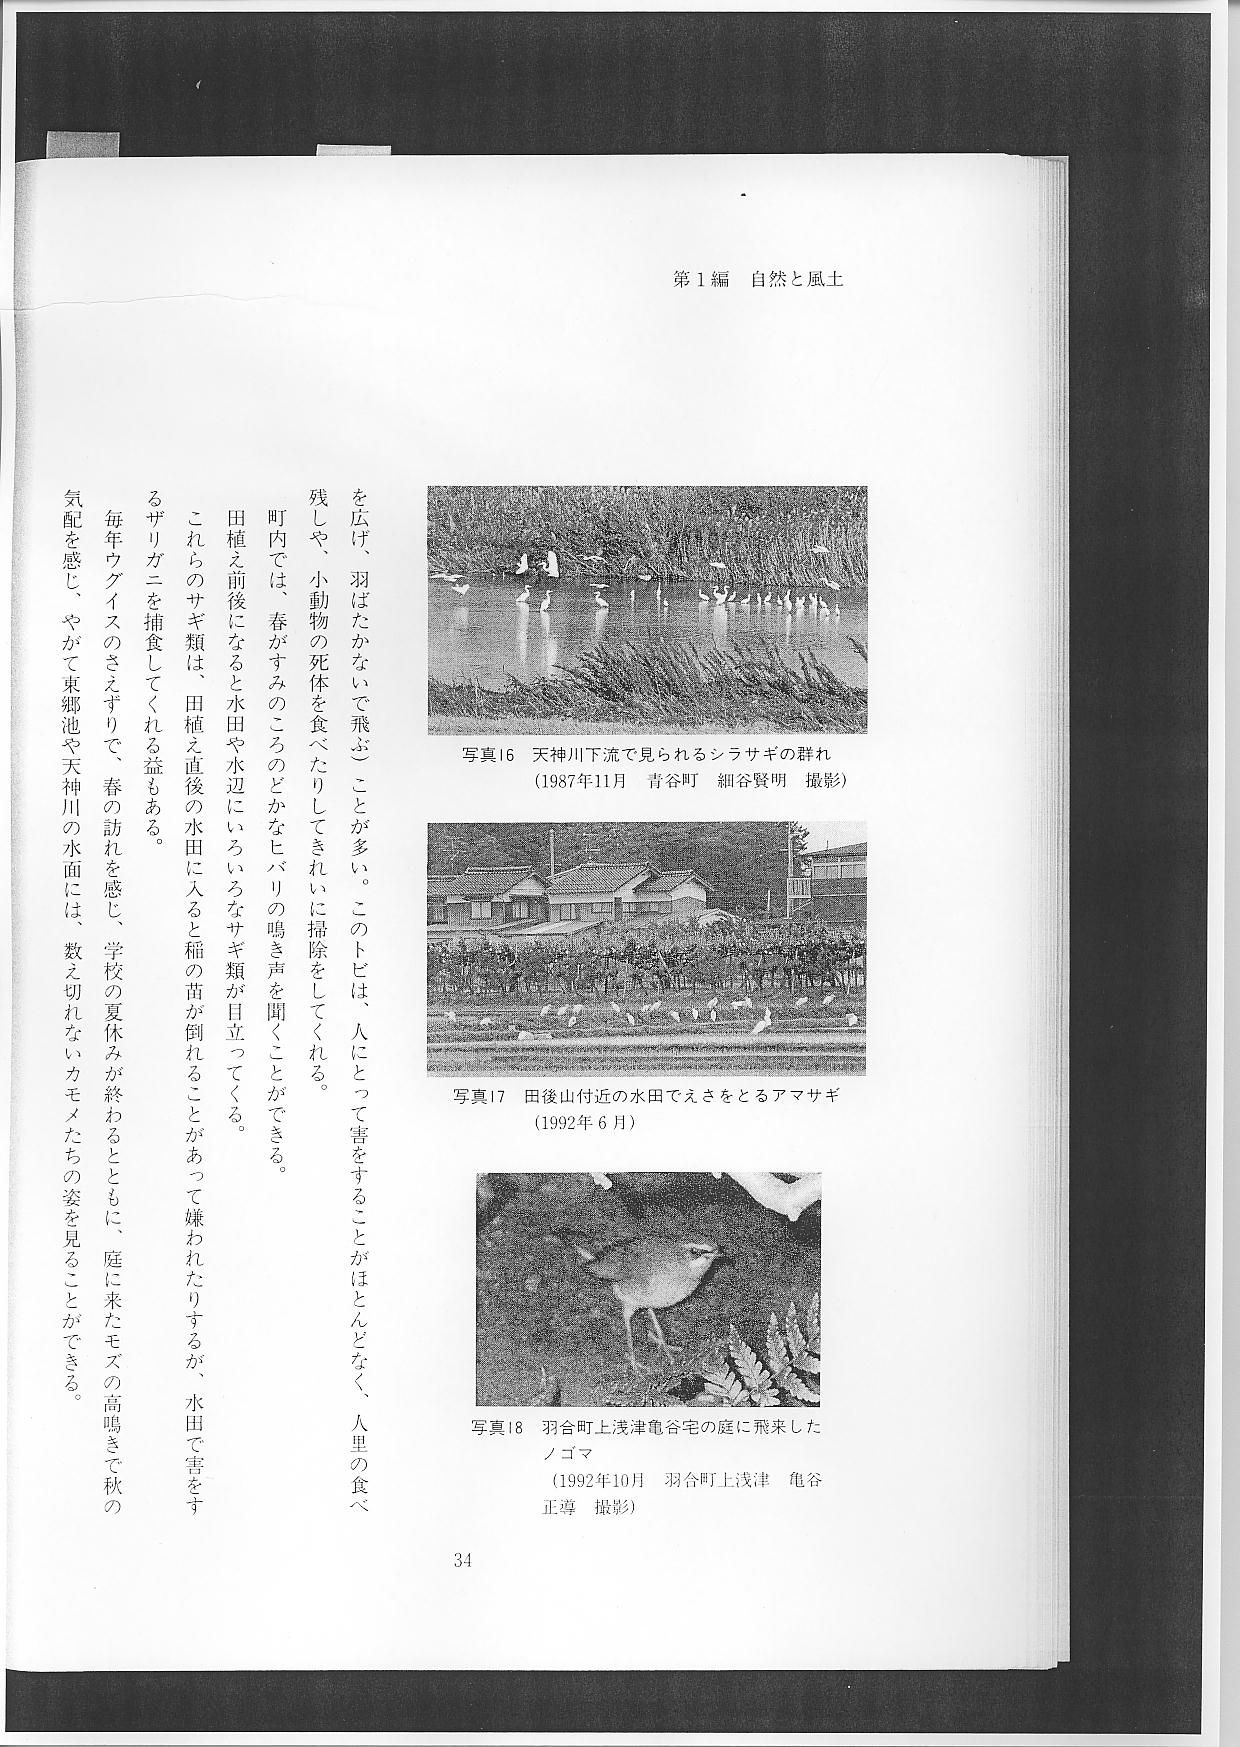 第1編　自然と風土
写真16　天神川下流で見られるシラサギの群れ
(1987年11月　青谷町　細谷賢明　撮影)
写真17　田後山付近の水田でえさをとるアマサギ
(1992年6月)
写真18　羽合町上浅津亀谷宅の庭に飛来した
ノゴマ
(1992年10月　羽合町上浅津　亀谷
正導　撮影)
を広げ、羽ばたかないで飛ぶ）ことが多い。このトビは、人にとって害をすることがほとんどなく、人里の食べ
残しや、小動物の死体を食べたりしてきれいに掃除をしてくれる。
町内では、春がすみのころのどかなヒバリの鳴き声を聞くことができる。
田植え前後になると水田や水辺にいろいろなサギ類が目立ってくる。
これらのサギ類は、田植え直後の水田に入ると稲の苗が倒れることがあって嫌われたりするが、水田で害をす
るザリガニを捕食してくれる益もある。
毎年ウグイスのさえずりで、春の訪れを感じ、学校の夏休みが終わるとともに、庭に来たモズの高鳴きで秋の
気配を感じ、やがて東郷池や天神川の水面には、数え切れないカモメたちの姿を見ることができる。
34